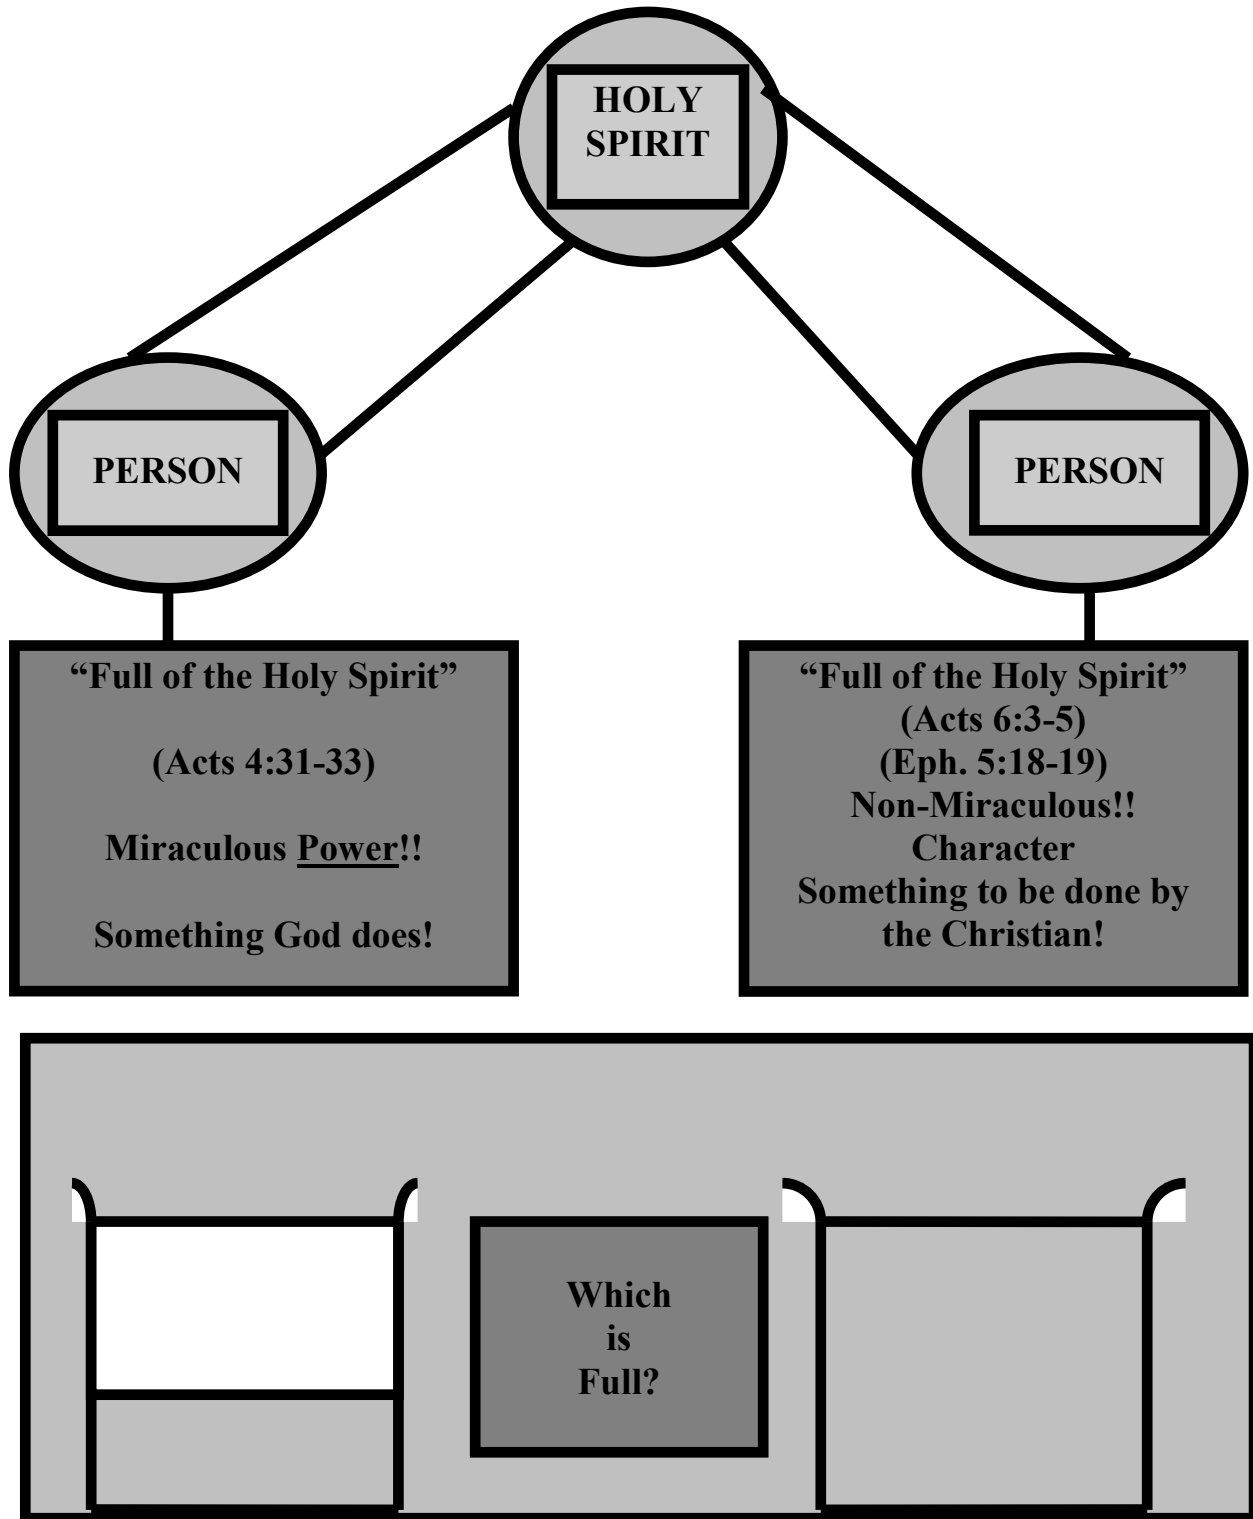 HOLY
SPIRIT
PERSON
PERSON
“Full of the Holy Spirit”
(Acts 4:31-33)
Miraculous Power!!
Something God does!
“Full of the Holy Spirit”
(Acts 6:3-5)
(Eph. 5:18-19)
Non-Miraculous!!
Character
Something to be done by
the Christian!
Which
is
Full?